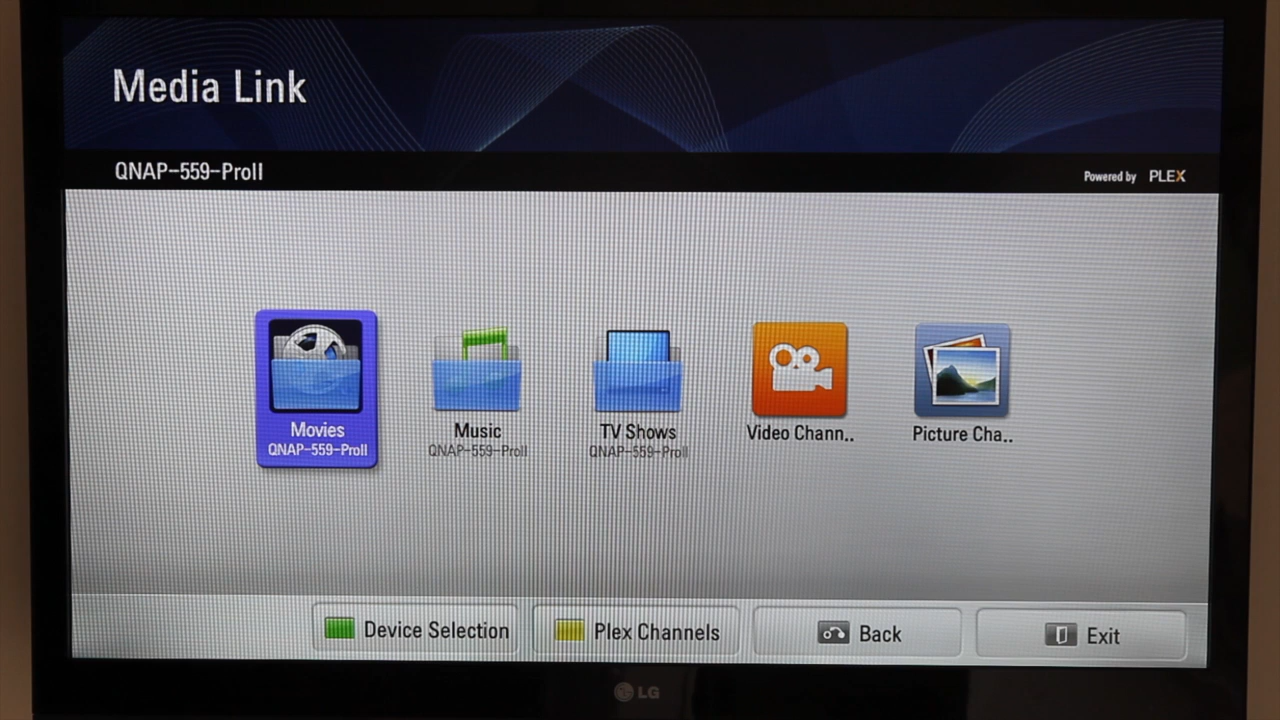 Media Link
QNAP-559-ProII
Powered by PLEX
Movies
QNAP-559-ProII
Music
QNAP-559-ProII
TV Shows
QNAP-559-ProII
Video Chann..
Picture Cha..
Device Selection
Plex Channels
Back
Exit
LG